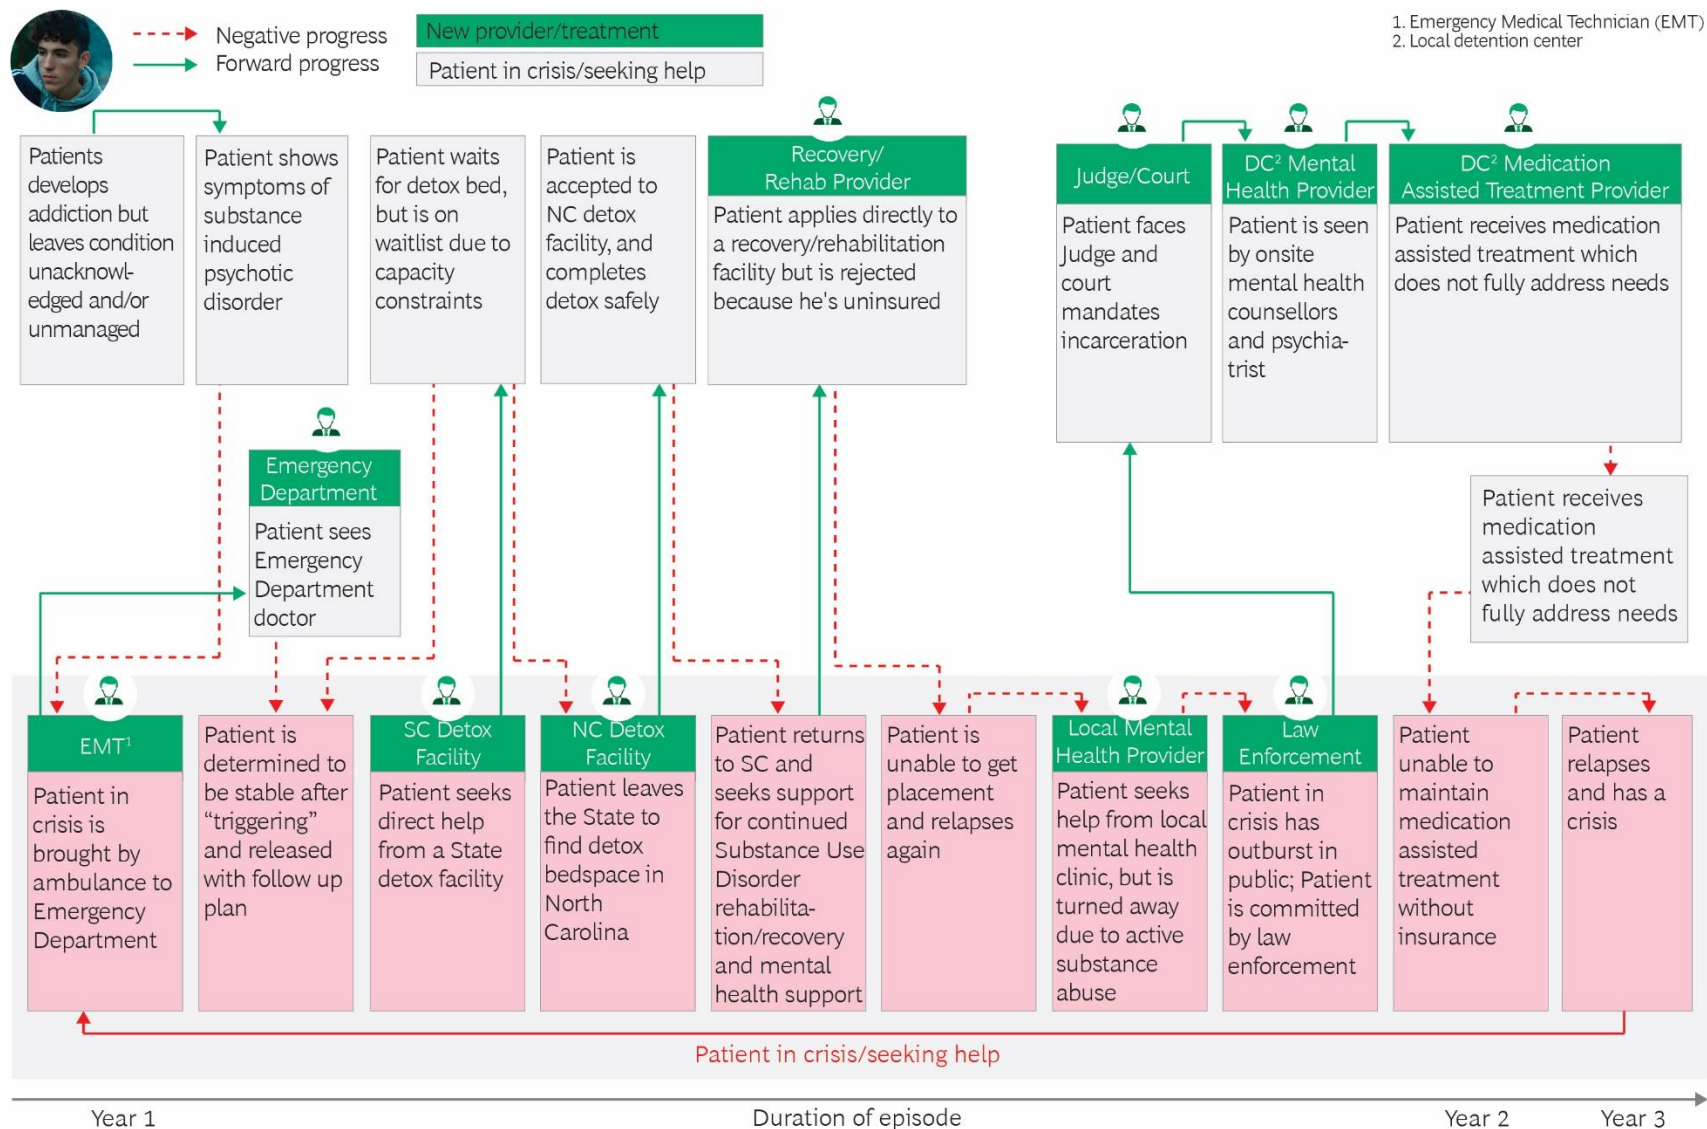 Negative progress
Forward progress
New provider/treatment
Patient in crisis/seeking help
1. Emergency Medical Technician (EMT)
2. Local detention center
Patients
develops
addiction but
leaves condition
unacknowl-
edged and/or
unmanaged
Patient shows
symptoms of
substance
induced
psychotic
disorder
Patient waits
for detox bed,
but is on
waitlist due to
capacity
constraints
Patient is
accepted to
NC detox
facility, and
completes
detox safely
Recovery/
Rehab Provider
Patient applies directly to
a recovery/rehabilitation
facility but is rejected
because he's uninsured
Judge/Court
Patient faces
Judge and
court
mandates
incarceration
DC² Mental
Health Provider
Patient is seen
by onsite
mental health
counsellors
and psychia-
trist
DC² Medication
Assisted Treatment Provider
Patient receives medication
assisted treatment which
does not fully address needs
Emergency
Department
Patient sees
Emergency
Department
doctor
Patient receives
medication
assisted treatment
which does not
fully address needs
EMT¹
Patient in
crisis is
brought by
ambulance to
Emergency
Department
Patient is
determined to
be stable after
“triggering”
and released
with follow up
plan
SC Detox
Facility
Patient seeks
direct help
from a State
detox facility
NC Detox
Facility
Patient leaves
the State to
find detox
bedspace in
North
Carolina
Patient returns
to SC and
seeks support
for continued
Substance Use
Disorder
rehabilita-
tion/recovery
and mental
health support
Patient is
unable to get
placement
and relapses
again
Local Mental
Health Provider
Patient seeks
help from local
mental health
clinic, but is
turned away
due to active
substance
abuse
Law
Enforcement
Patient in
crisis has
outburst in
public; Patient
is committed
by law
enforcement
Patient
unable to
maintain
medication
assisted
treatment
without
insurance
Patient
relapses
and has a
crisis
Patient in crisis/seeking help
Year 1
Duration of episode
Year 2
Year 3